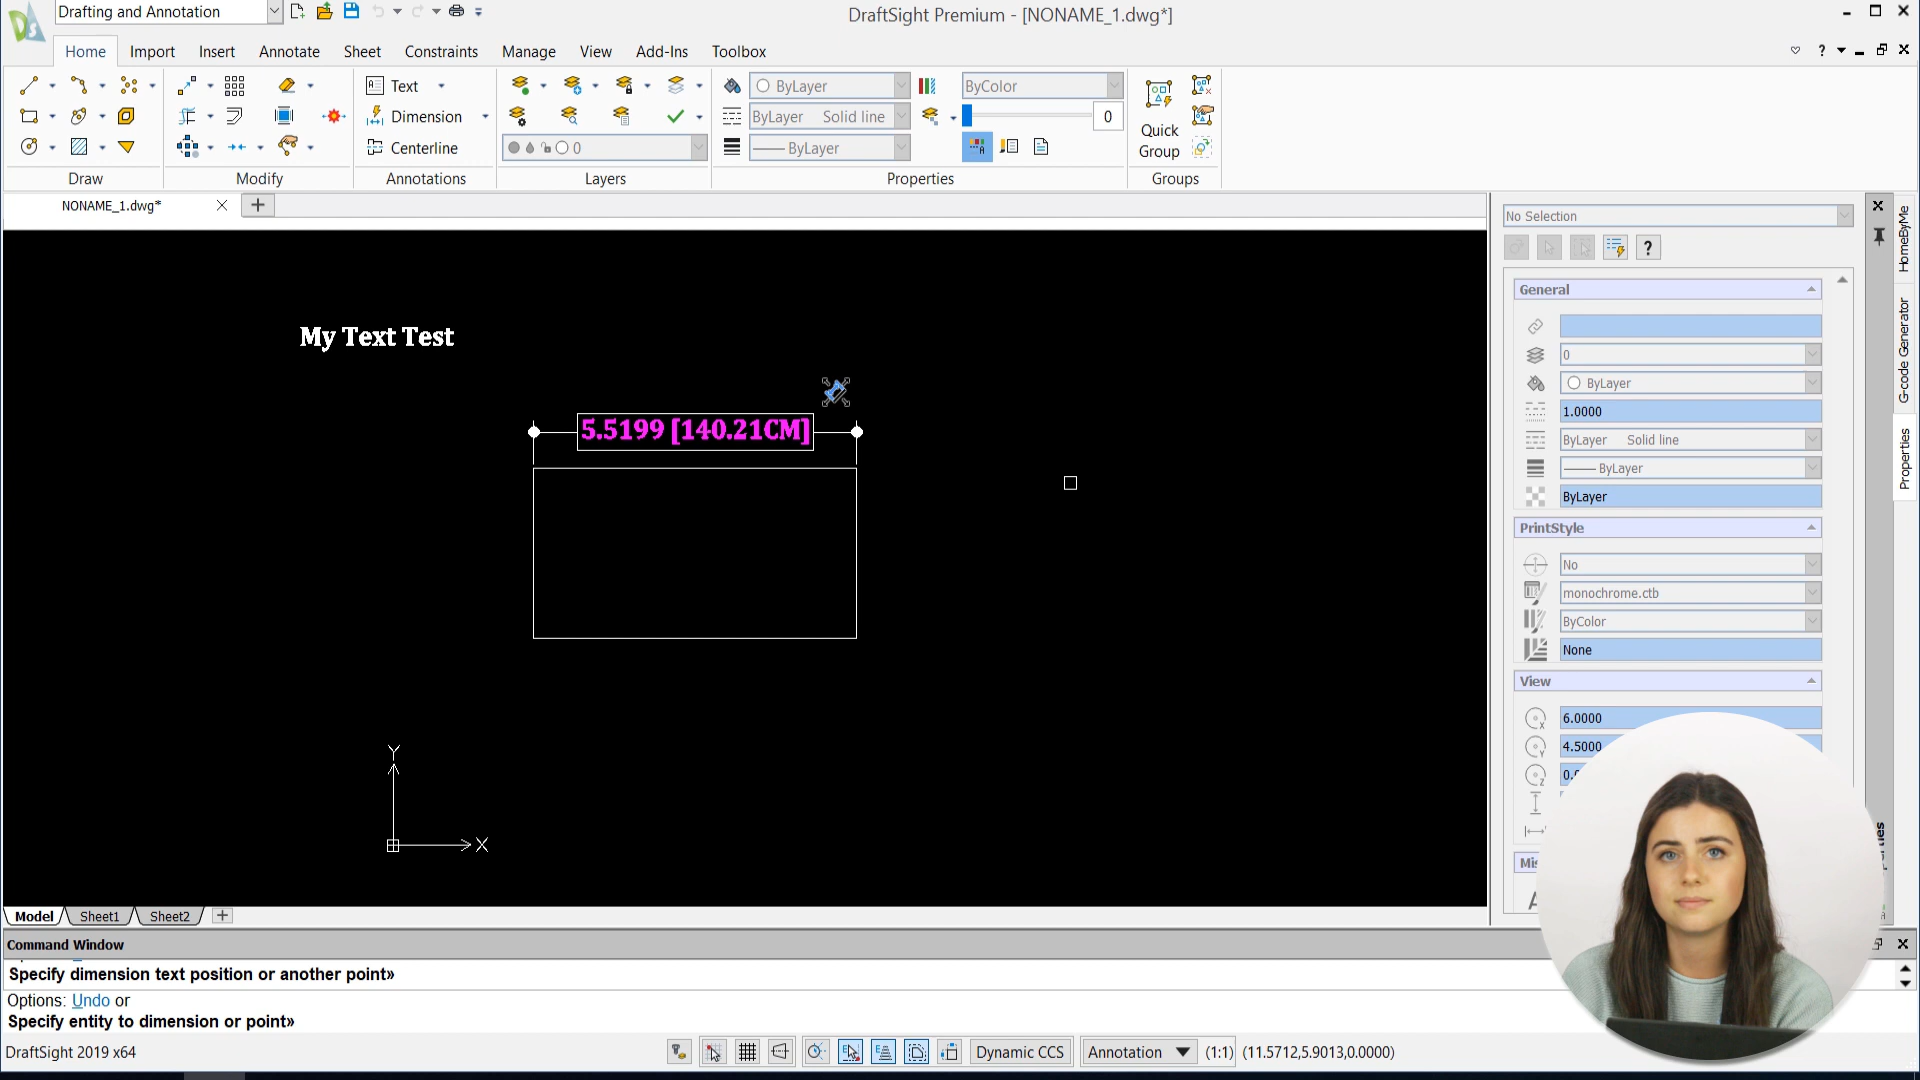 Drafting and Annotation
DraftSight Premium - [NONAME_1.dwg*]
Home Import Insert Annotate Sheet Constraints Manage View Add-Ins Toolbox
Text
Dimension
Centerline
0
ByLayer
ByLayer Solid line
ByLayer
ByColor
0
Quick
Group
Draw Modify Annotations Layers Properties Groups
NONAME_1.dwg*
My Text Test
5.5199 [140.21CM]
Y
X
No Selection
General
0
ByLayer
1.0000
ByLayer Solid line
ByLayer
ByLayer
PrintStyle
No
monochrome.ctb
ByColor
None
View
6.0000
4.5000
HomeByMe
G-code Generator
Properties
Model Sheet1 Sheet2
Command Window
Specify dimension text position or another point»
Options: Undo or
Specify entity to dimension or point»
DraftSight 2019 x64
Dynamic CCS
Annotation
(1:1)
(11.5712,5.9013,0.0000)